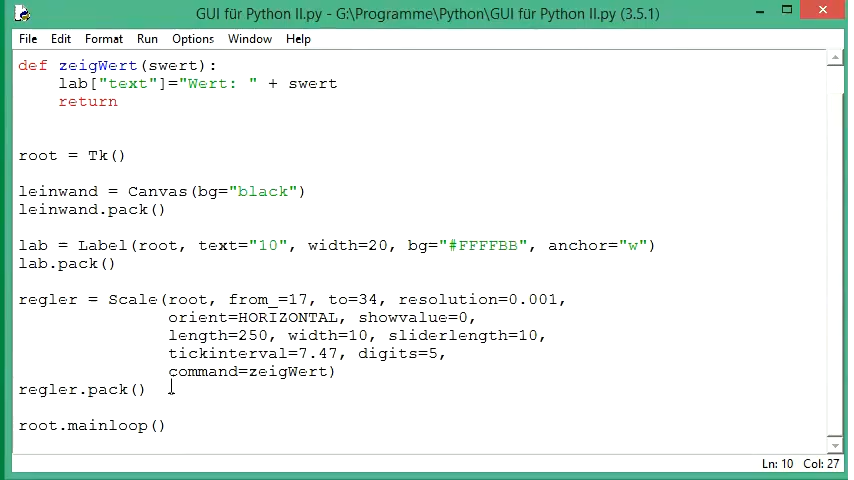 GUI für Python II.py - G:\Programme\Python\GUI für Python II.py (3.5.1)
File Edit Format Run Options Window Help
def zeigWert(swert):
    lab["text"]="Wert: " + swert
    return
root = Tk()
leinwand = Canvas(bg="black")
leinwand.pack()
lab = Label(root, text="10", width=20, bg="#FFFFBB", anchor="w")
lab.pack()
regler = Scale(root, from_=17, to=34, resolution=0.001,
               orient=HORIZONTAL, showvalue=0,
               length=250, width=10, sliderlength=10,
               tickinterval=7.47, digits=5,
               command=zeigWert)
regler.pack()
root.mainloop()
Ln: 10 Col: 27